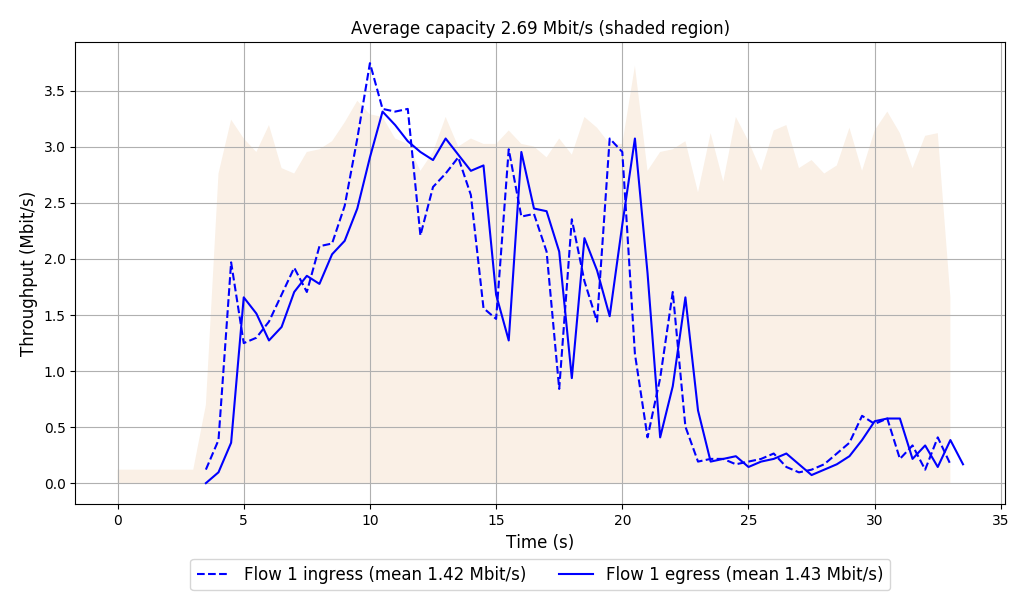 Average capacity 2.69 Mbit/s (shaded region)
Throughput (Mbit/s)
3.5
3.0
2.5
2.0
1.5
1.0
0.5
0.0
0 5 10 15 20 25 30 35
Time (s)
Flow 1 ingress (mean 1.42 Mbit/s) Flow 1 egress (mean 1.43 Mbit/s)